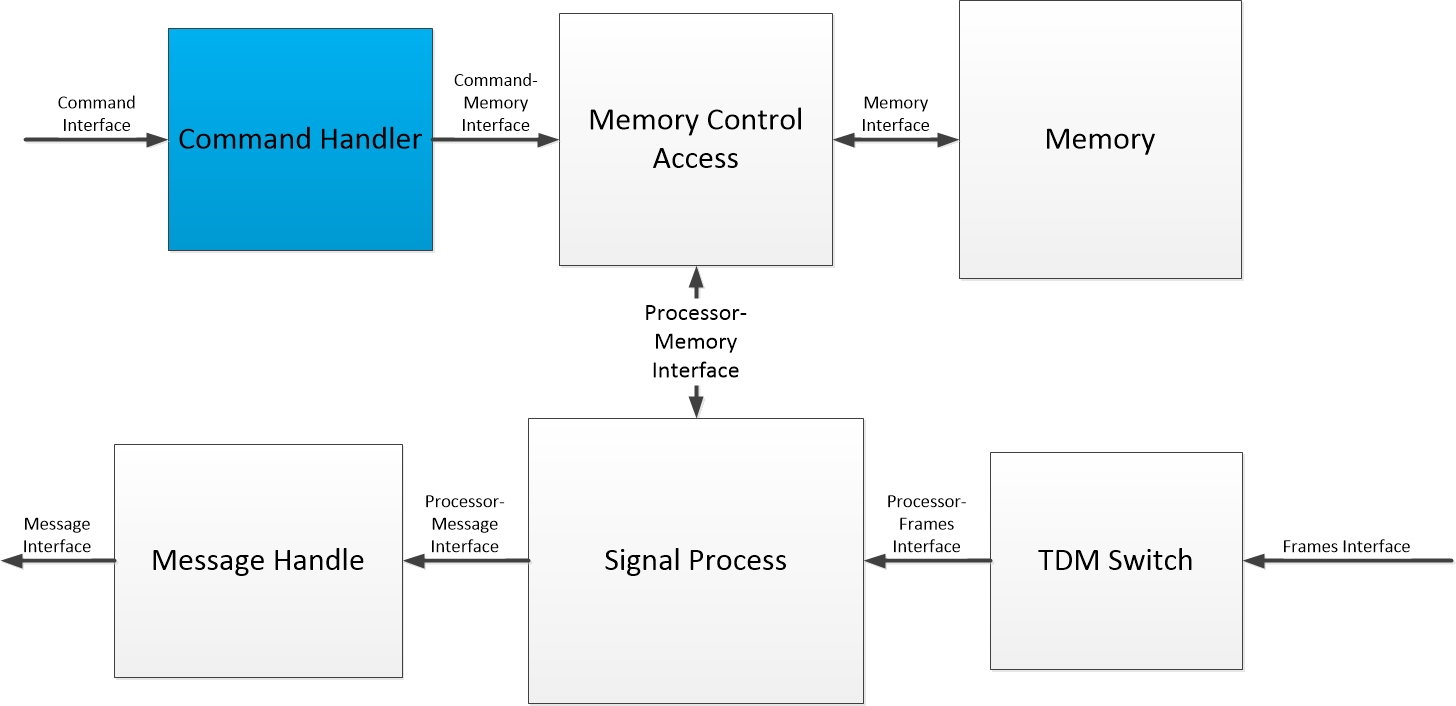 Command
Interface
Command Handler
Command-
Memory
Interface
Memory Control
Access
Memory
Interface
Memory
Processor-
Memory
Interface
Message
Interface
Message Handle
Processor-
Message
Interface
Signal Process
Processor-
Frames
Interface
TDM Switch
Frames Interface